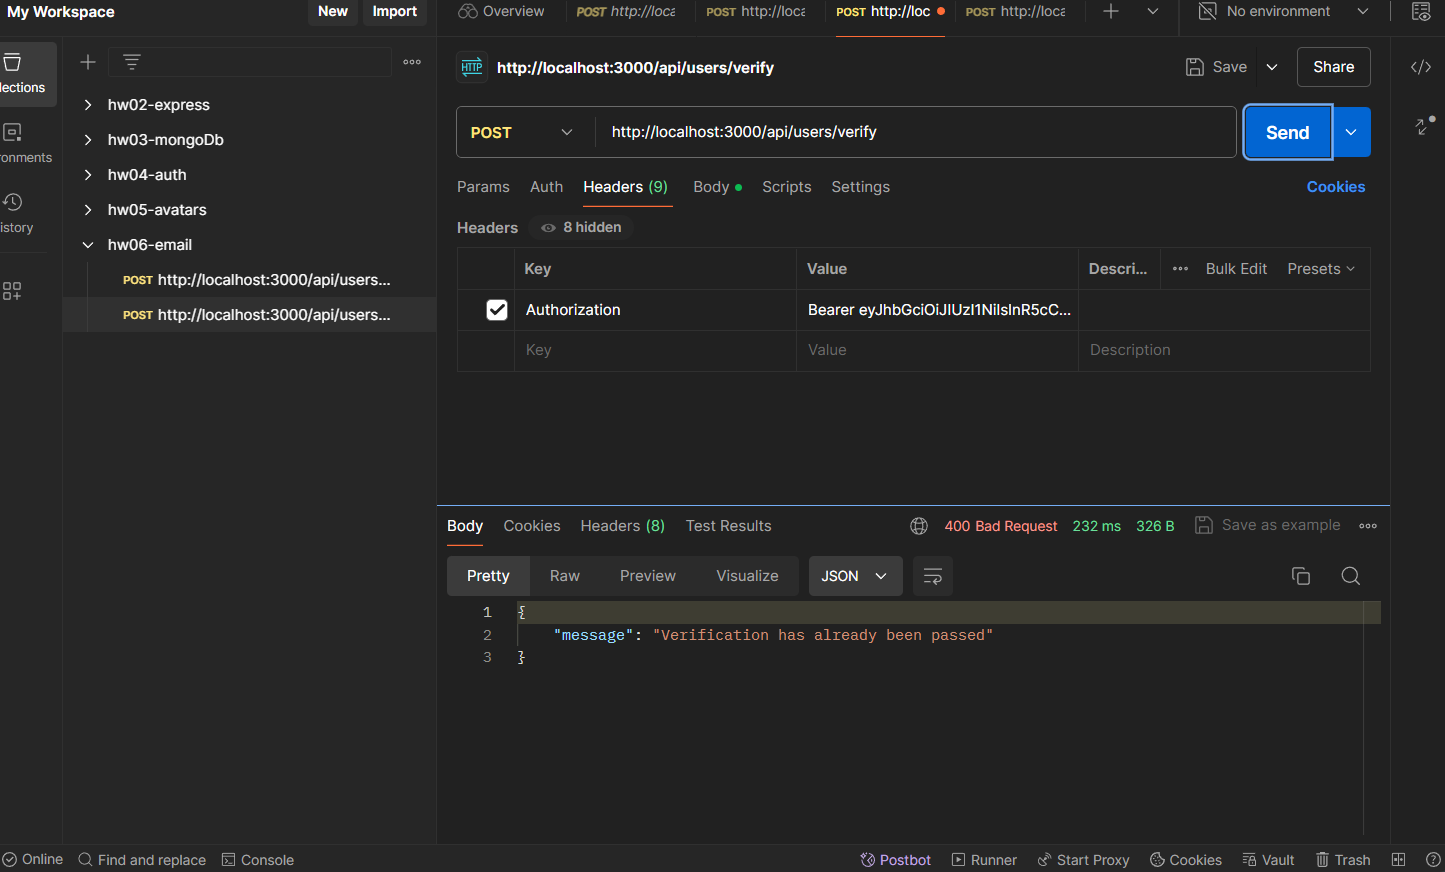 My Workspace
New
Import
Overview
POST http://loca
POST http://loca
POST http://loc
POST http://loca
No environment
lections
ronments
istory
hw02-express
hw03-mongoDb
hw04-auth
hw05-avatars
hw06-email
POST http://localhost:3000/api/users...
POST http://localhost:3000/api/users...
HTTP
http://localhost:3000/api/users/verify
Save
Share
POST
http://localhost:3000/api/users/verify
Send
Params
Auth
Headers (9)
Body
Scripts
Settings
Cookies
Headers
8 hidden
Key
Value
Descri...
Bulk Edit
Presets
Authorization
Bearer eyJhbGciOiJIUzI1NiIsInR5cC...
Key
Value
Description
Body
Cookies
Headers (8)
Test Results
400 Bad Request
232 ms
326 B
Save as example
Pretty
Raw
Preview
Visualize
JSON
1 {
2 "message": "Verification has already been passed"
3 }
Online
Find and replace
Console
Postbot
Runner
Start Proxy
Cookies
Vault
Trash